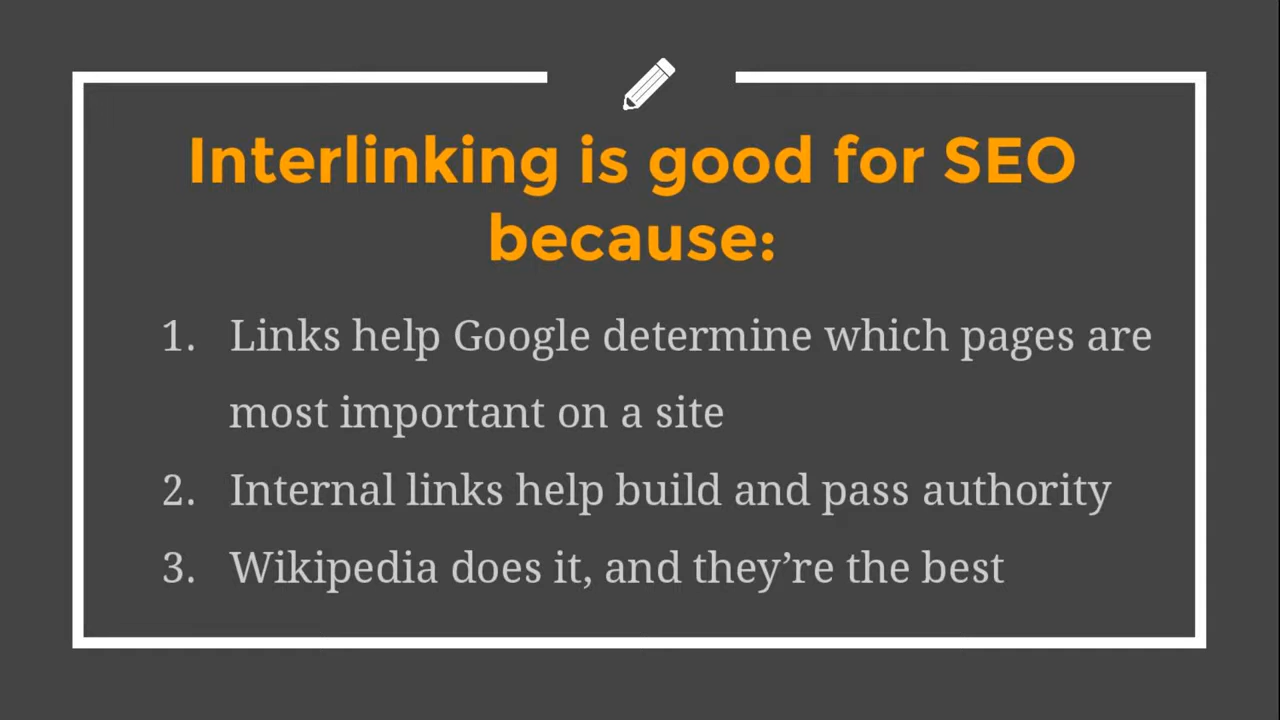 Interlinking is good for SEO
because:
1. Links help Google determine which pages are
most important on a site
2. Internal links help build and pass authority
3. Wikipedia does it, and they’re the best